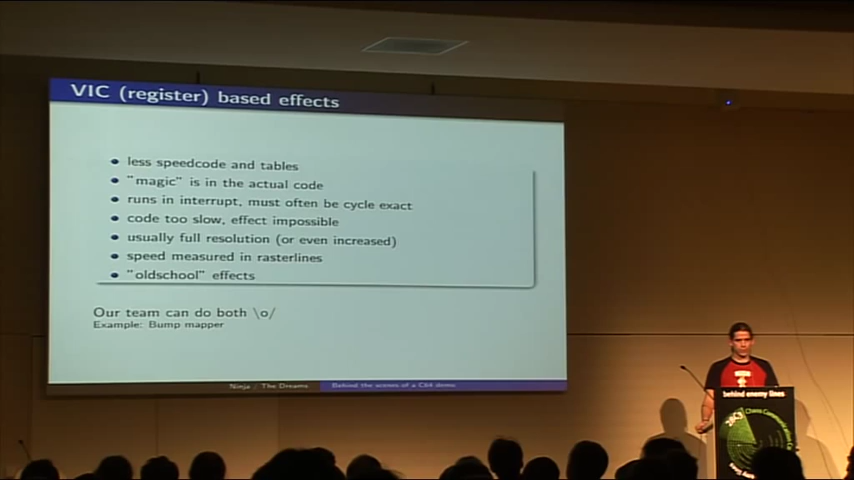 VIC (register) based effects
less speedcode and tables
"magic" is in the actual code
runs in interrupt, must often be cycle exact
code too slow, effect impossible
usually full resolution (or even increased)
speed measured in rasterlines
"oldschool" effects
Our team can do both \o/
Example: Bump mapper
Ninja / The Dreams
Behind the scenes of a C64 demo
behind enemy lines